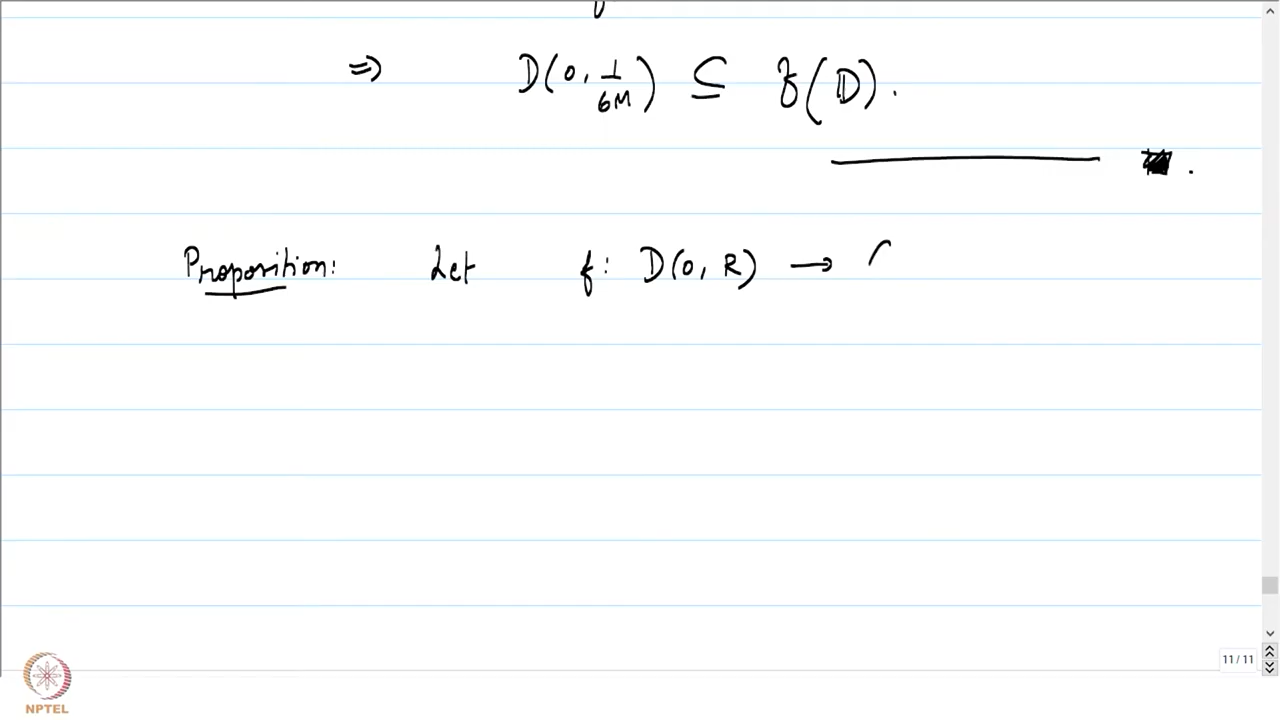 ⇒ D(0, 1/6M) ⊆ f(𝔻).
Proposition: Let f: D(0, R) →
11 / 11
NPTEL